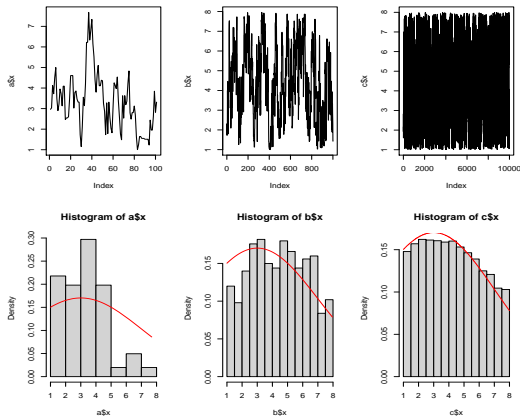 a$x
1 2 3 4 5 6 7
0 20 40 60 80 100
Index
b$x
1 2 3 4 5 6 7 8
0 200 400 600 800
Index
c$x
1 2 3 4 5 6 7 8
0 2000 6000 10000
Index
Histogram of a$x
Density
0.00 0.05 0.10 0.15 0.20 0.25 0.30
1 2 3 4 5 6 7 8
a$x
Histogram of b$x
Density
0.00 0.05 0.10 0.15
1 2 3 4 5 6 7 8
b$x
Histogram of c$x
Density
0.00 0.05 0.10 0.15
1 2 3 4 5 6 7 8
c$x